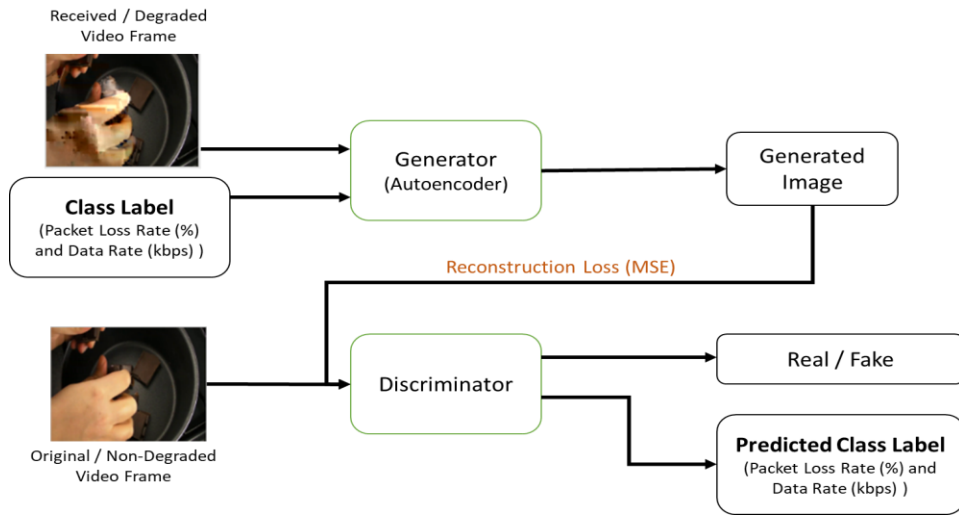 Received / Degraded
Video Frame
Generator
(Autoencoder)
Generated
Image
Class Label
(Packet Loss Rate (%)
and Data Rate (kbps) )
Reconstruction Loss (MSE)
Discriminator
Real / Fake
Original / Non-Degraded
Video Frame
Predicted Class Label
(Packet Loss Rate (%) and
Data Rate (kbps) )